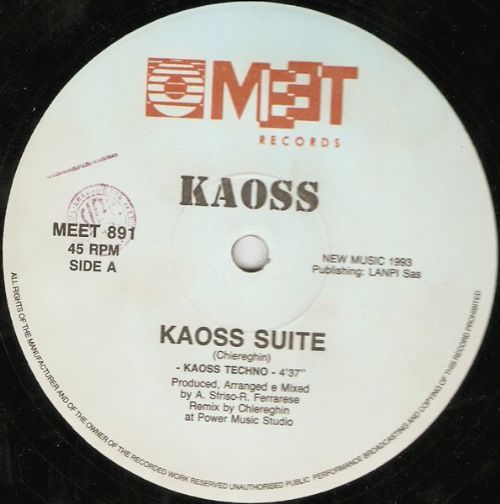 MEET
RECORDS
KAOSS
MEET 891
45 RPM
SIDE A
NEW MUSIC 1993
Publishing: LANPI Sas
KAOSS SUITE
(Chiereghin)
- KAOSS TECHNO - 4'37"
Produced, Arranged e Mixed
by A. Sfriso-R. Ferrarese
Remix by Chiereghin
at Power Music Studio
ALL RIGHTS OF THE MANUFACTURER AND OF THE OWNER OF THE RECORDED WORK RESERVED UNAUTHORISED PUBLIC PERFORMANCE BROADCASTING AND COPYING OF THIS RECORD PROHIBITED